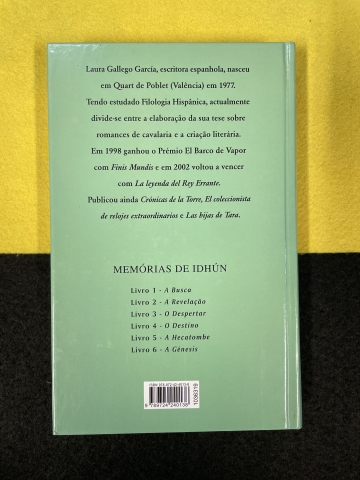 Laura Gallego García, escritora espanhola, nasceu
em Quart de Poblet (València) em 1977.
Tendo estudado Filologia Hispânica, actualmente
divide-se entre a elaboração da sua tese sobre
romances de cavalaria e a criação literária.
Em 1998 ganhou o Prémio El Barco de Vapor
com Finis Mundis e em 2002 voltou a vencer
com La leyenda del Rey Errante.
Publicou ainda Crónicas de la Torre, El coleccionista
de relojes extraordinarios e Las hijas de Tara.
MEMÓRIAS DE IDHÚN
Livro 1 - A Busca
Livro 2 - A Revelação
Livro 3 - O Despertar
Livro 4 - O Destino
Livro 5 - A Hecatombe
Livro 6 - A Génesis
9789724240138